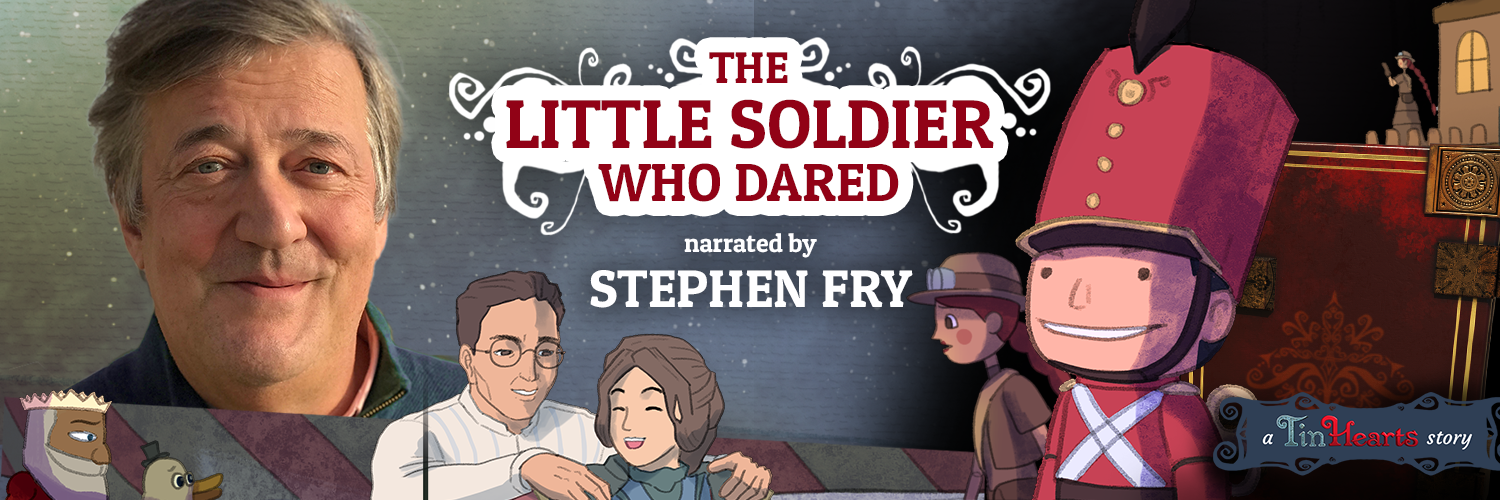 THE
LITTLE SOLDIER
WHO DARED
narrated by
STEPHEN FRY
a TinHearts story